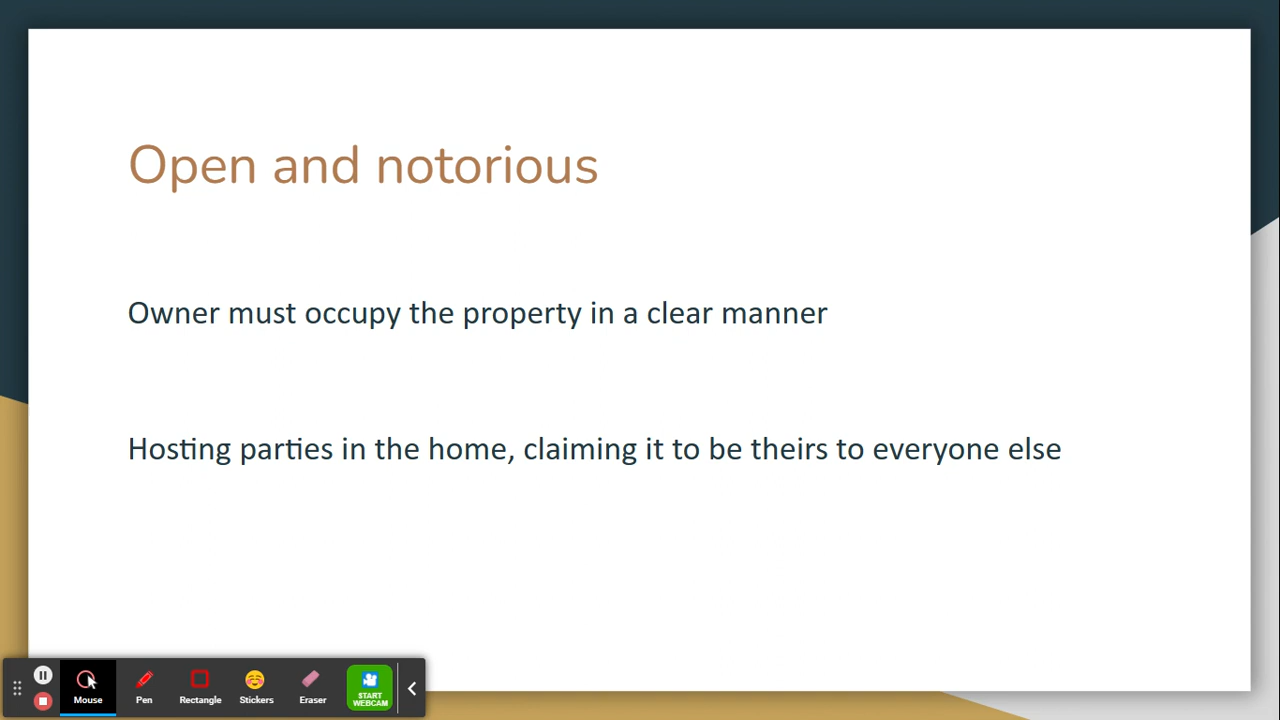 Open and notorious
Owner must occupy the property in a clear manner
Hosting parties in the home, claiming it to be theirs to everyone else
Mouse
Pen
Rectangle
Stickers
Eraser
START
WEBCAM